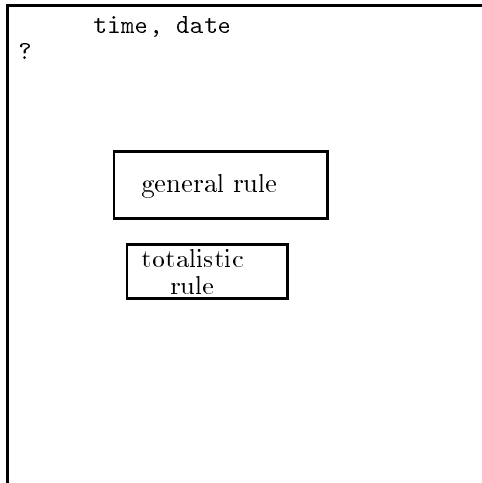 time, date
?
general rule
totalistic
rule